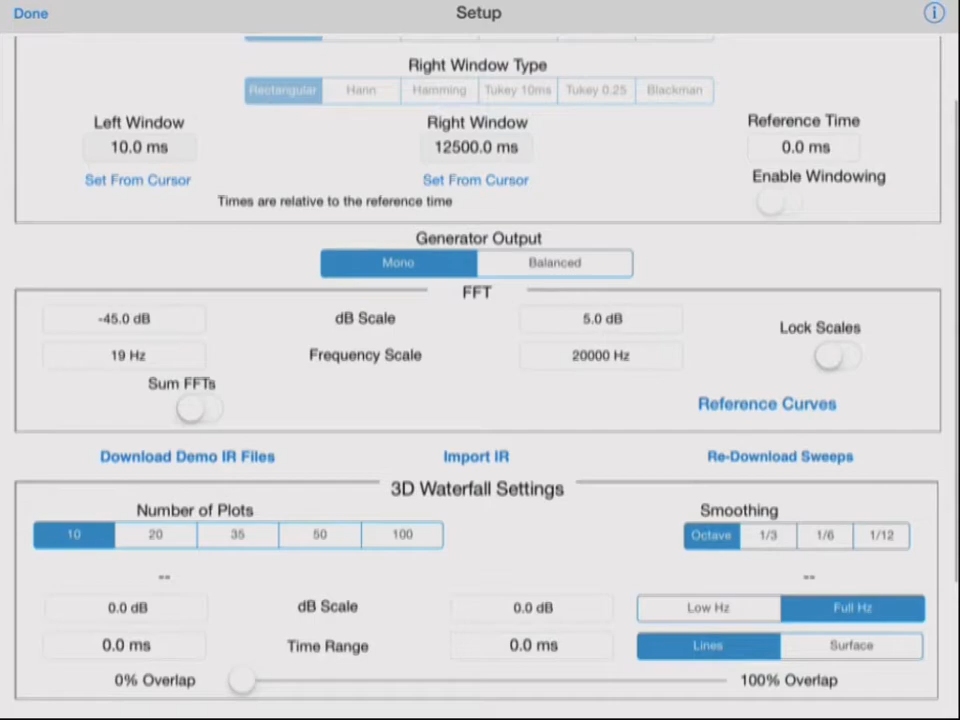 Done
Setup
Right Window Type
Rectangular Hann Hamming Tukey 10ms Tukey 0.25 Blackman
Left Window Right Window Reference Time
10.0 ms 12500.0 ms 0.0 ms
Set From Cursor Set From Cursor Enable Windowing
Times are relative to the reference time
Generator Output
Mono Balanced
FFT
-45.0 dB dB Scale 5.0 dB Lock Scales
19 Hz Frequency Scale 20000 Hz
Sum FFTs
Reference Curves
Download Demo IR Files Import IR Re-Download Sweeps
3D Waterfall Settings
Number of Plots Smoothing
10 20 35 50 100 Octave 1/3 1/6 1/12
-- --
0.0 dB dB Scale 0.0 dB Low Hz Full Hz
0.0 ms Time Range 0.0 ms Lines Surface
0% Overlap 100% Overlap